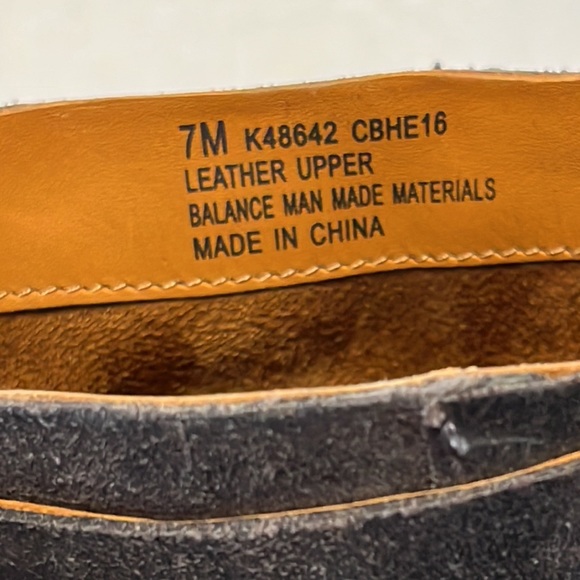 7M K48642 CBHE16
LEATHER UPPER
BALANCE MAN MADE MATERIALS
MADE IN CHINA